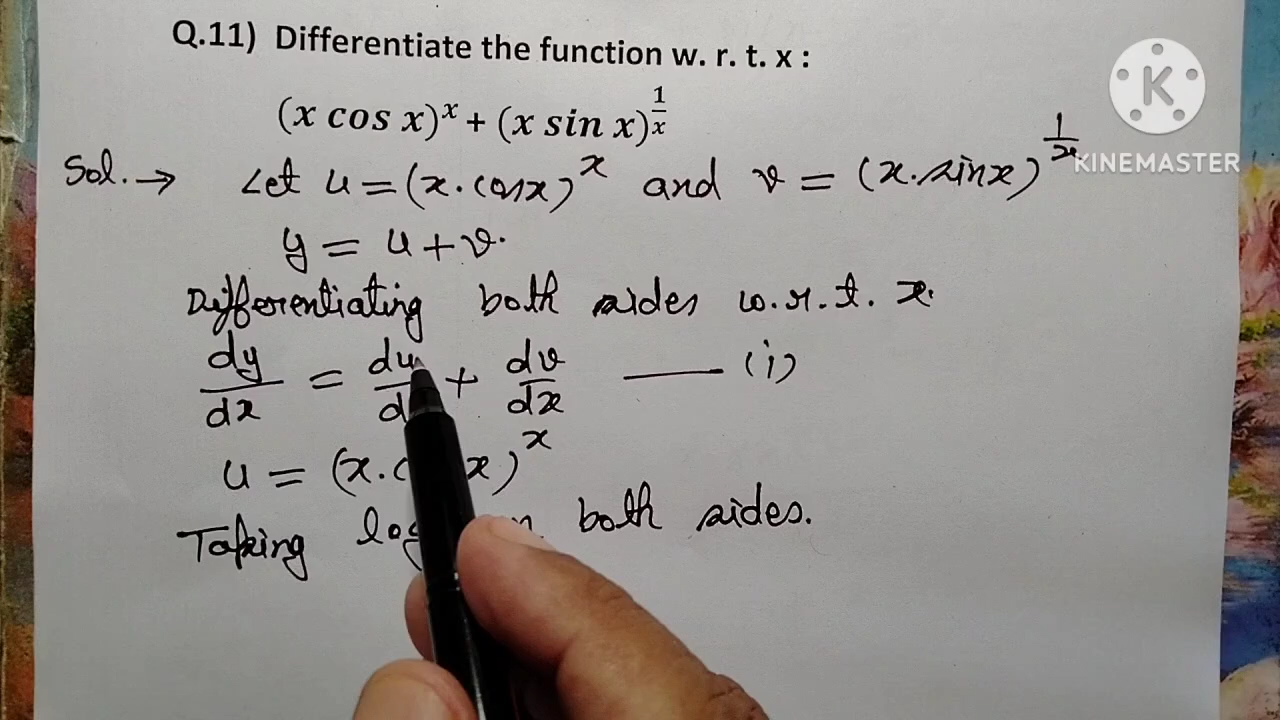 Q.11) Differentiate the function w. r. t. x :
(x cos x)^x + (x sin x)^(1/x)
K
KINEMASTER
Sol. → Let u = (x. cosx)^x and v = (x. sinx)^(1/x)
y = u + v.
Differentiating both sides w.r.t. x.
dy/dx = du/d + dv/dx —— (i)
u = (x. x)^x
Taking both sides.